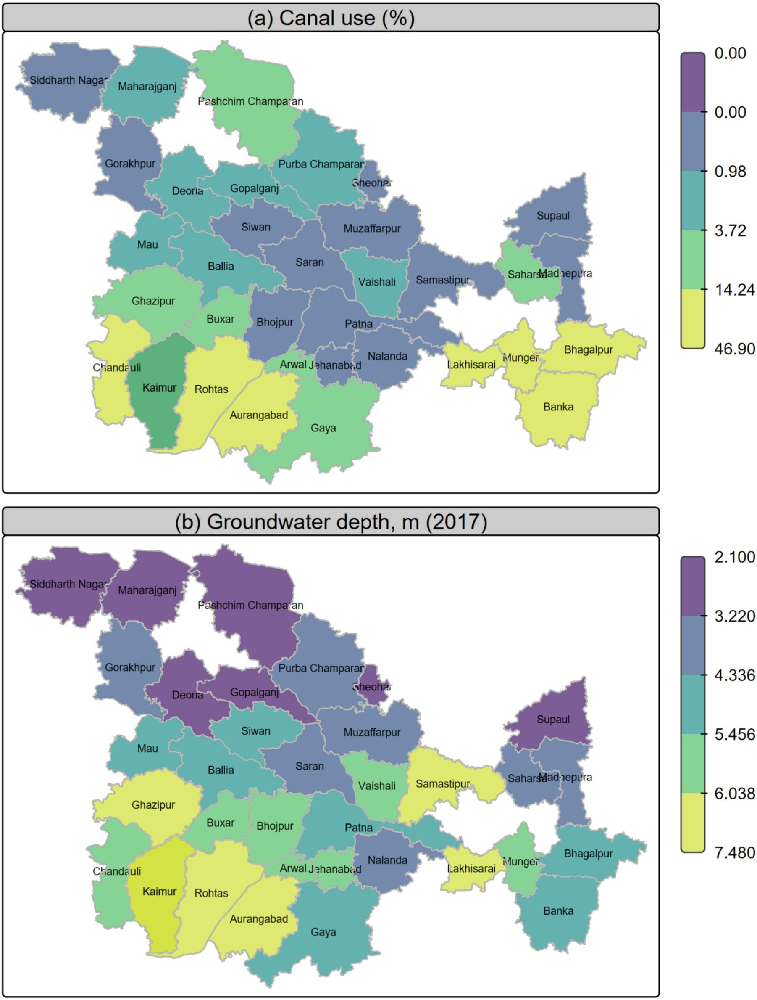 (a) Canal use (%)
Siddharth Nagar
Maharajganj
Pashchim Champaran
Gorakhpur
Purba Champaran
Deoria
Gopalganj
Sheohar
Siwan
Muzaffarpur
Supaul
Mau
Ballia
Saran
Vaishali
Samastipur
Saharsa
Madhepura
Ghazipur
Buxar
Bhojpur
Patna
Chandauli
Kaimur
Rohtas
Arwal
Jehanabad
Nalanda
Lakhisarai
Munger
Bhagalpur
Aurangabad
Gaya
Banka
0.00
0.00
0.98
3.72
14.24
46.90
(b) Groundwater depth, m (2017)
Siddharth Nagar
Maharajganj
Pashchim Champaran
Gorakhpur
Purba Champaran
Deoria
Gopalganj
Sheohar
Siwan
Muzaffarpur
Supaul
Mau
Ballia
Saran
Vaishali
Samastipur
Saharsa
Madhepura
Ghazipur
Buxar
Bhojpur
Patna
Chandauli
Kaimur
Rohtas
Arwal
Jehanabad
Nalanda
Lakhisarai
Munger
Bhagalpur
Aurangabad
Gaya
Banka
2.100
3.220
4.336
5.456
6.038
7.480